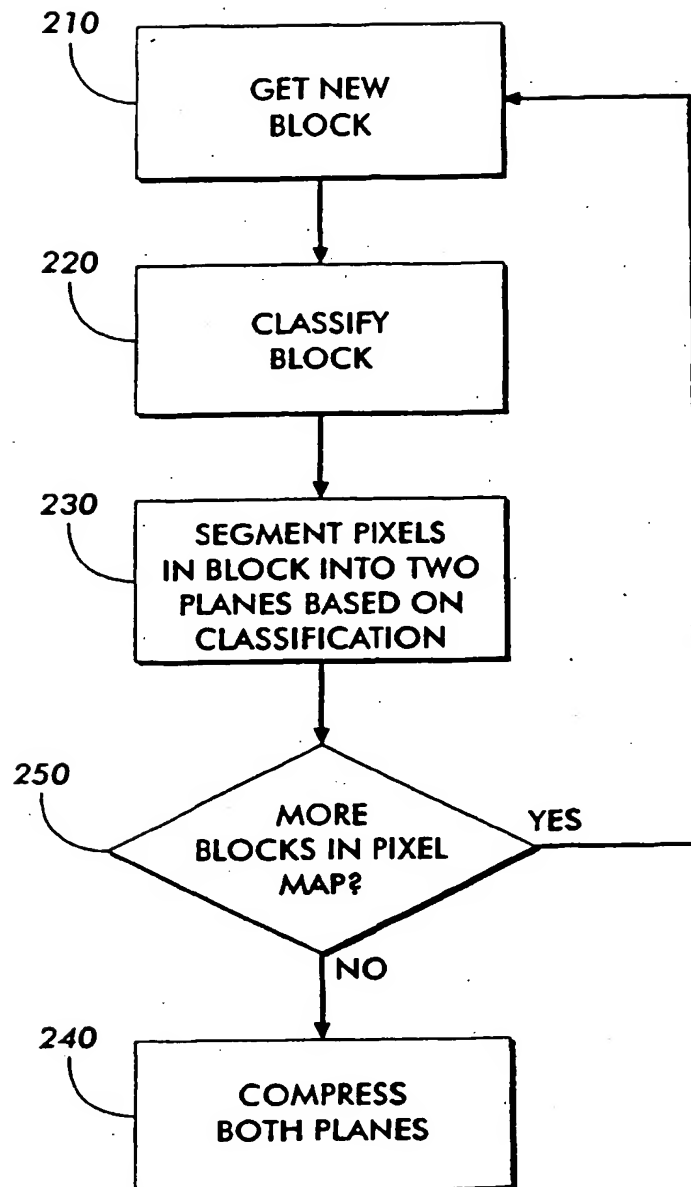 210
GET NEW
BLOCK
220
CLASSIFY
BLOCK
230
SEGMENT PIXELS
IN BLOCK INTO TWO
PLANES BASED ON
CLASSIFICATION
250
MORE
BLOCKS IN PIXEL
MAP?
YES
NO
240
COMPRESS
BOTH PLANES